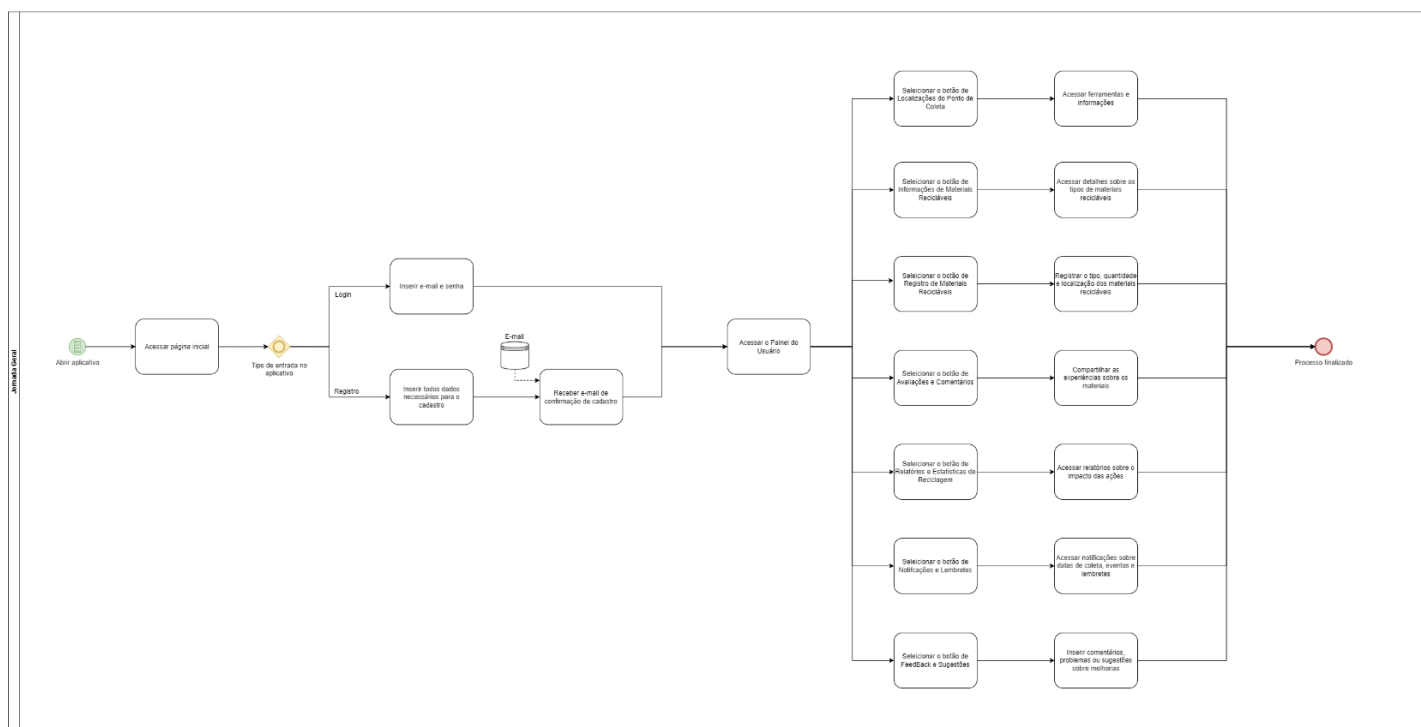 Jornada Geral
Abrir aplicativo
Acessar página inicial
Tipo de entrada no
aplicativo
Login
Inserir e-mail e senha
Registro
Inserir todos dados
necessários para o
cadastro
E-mail
Receber e-mail de
confirmação de cadastro
Acessar o Painel do
Usuário
Seleicionar o botão de
Localizações do Ponto de
Coleta
Acessar ferramentas e
informações
Seleicionar o botão de
Informações de Materiais
Recicláveis
Acessar detalhes sobre os
tipos de materiais
recicláveis
Selecionar o botão de
Registro de Materiais
Recicláveis
Registrar o tipo, quantidade
e localização dos materiais
recicláveis
Selecionar o botão de
Avaliações e Comentários
Compartilhar as
experiências sobre os
materiais
Selecionar o botão de
Relatórios e Estatísticas de
Reciclagem
Acessar relatórios sobre o
impacto das ações
Selecionar o botão de
Notifcações e Lembretes
Acessar notificações sobre
datas de coleta, eventos e
lembretes
Selecionar o botão de
FeedBack e Sugestões
Inserir comentários,
problemas ou sugestões
sobre melhorias
Processo finalizado